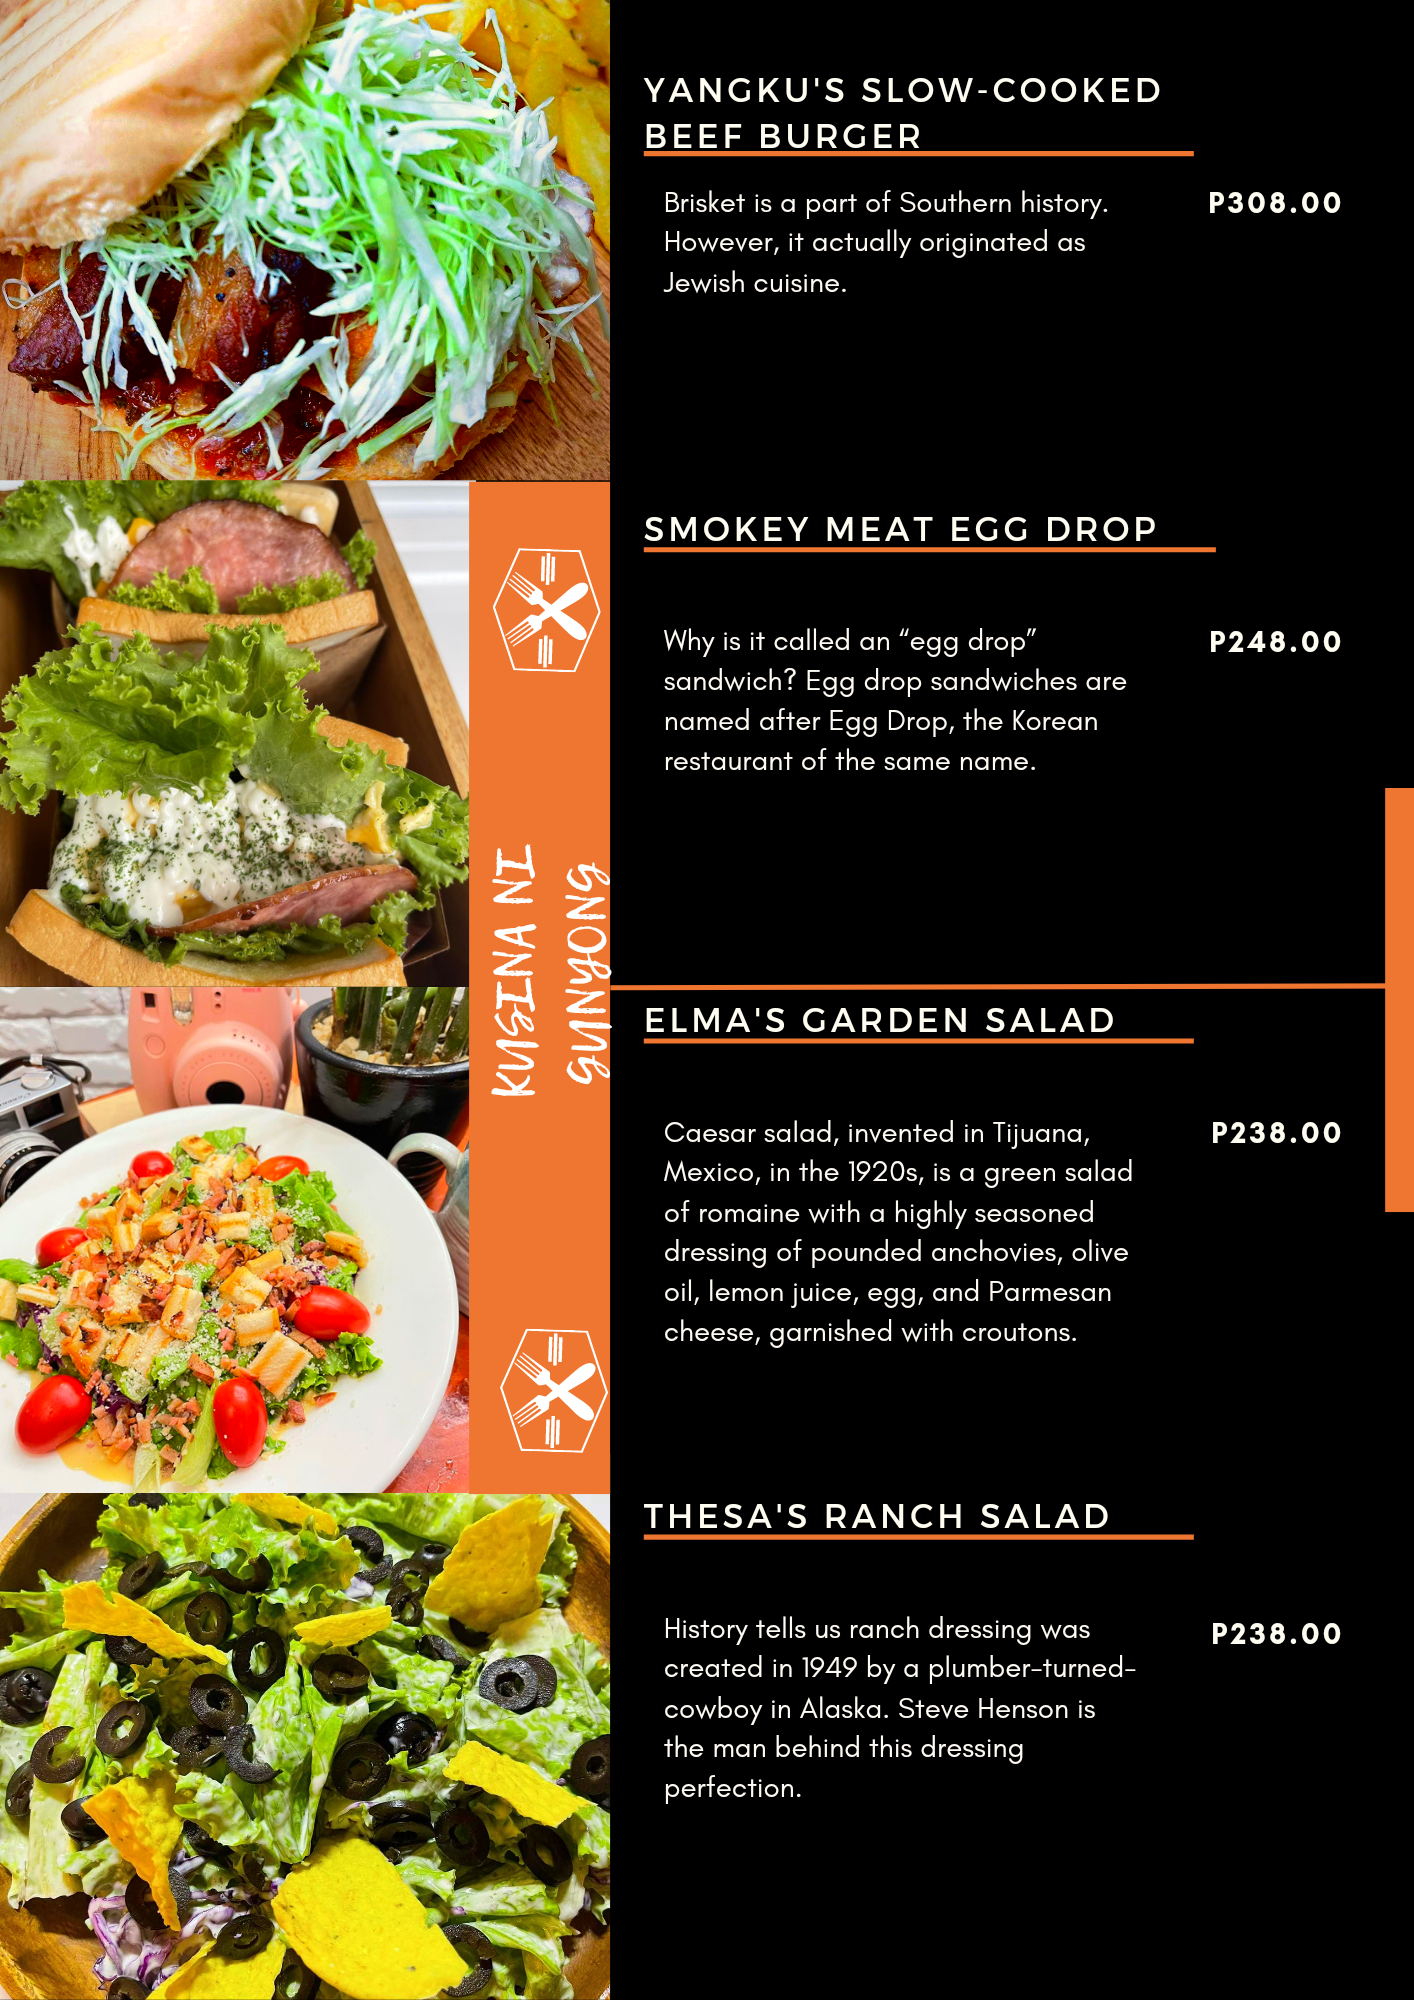 YANGKU'S SLOW-COOKED
BEEF BURGER
Brisket is a part of Southern history.
However, it actually originated as
Jewish cuisine.
P308.00
SMOKEY MEAT EGG DROP
Why is it called an “egg drop”
sandwich? Egg drop sandwiches are
named after Egg Drop, the Korean
restaurant of the same name.
P248.00
KUSINA NI
GUNYONG
ELMA'S GARDEN SALAD
Caesar salad, invented in Tijuana,
Mexico, in the 1920s, is a green salad
of romaine with a highly seasoned
dressing of pounded anchovies, olive
oil, lemon juice, egg, and Parmesan
cheese, garnished with croutons.
P238.00
THESA'S RANCH SALAD
History tells us ranch dressing was
created in 1949 by a plumber-turned-
cowboy in Alaska. Steve Henson is
the man behind this dressing
perfection.
P238.00